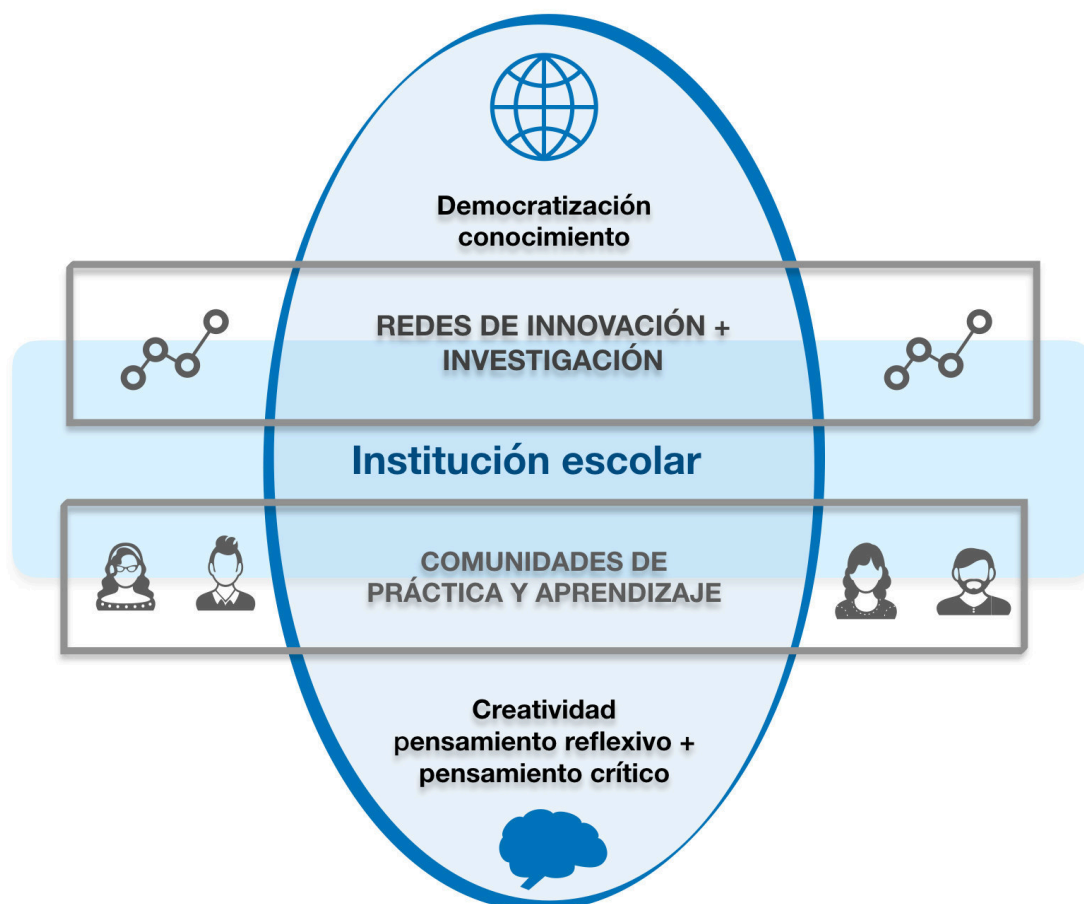 Democratización
conocimiento
REDES DE INNOVACIÓN +
INVESTIGACIÓN
Institución escolar
COMUNIDADES DE
PRÁCTICA Y APRENDIZAJE
Creatividad
pensamiento reflexivo +
pensamiento crítico